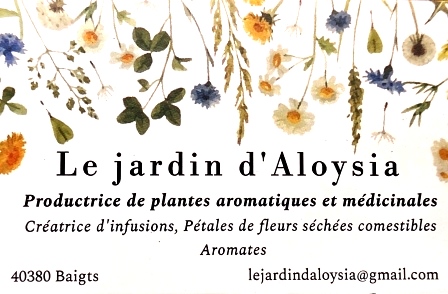 Le jardin d'Aloysia
Productrice de plantes aromatiques et médicinales
Créatrice d'infusions, Pétales de fleurs séchées comestibles
Aromates
40380 Baigts
lejardindaloysia@gmail.com